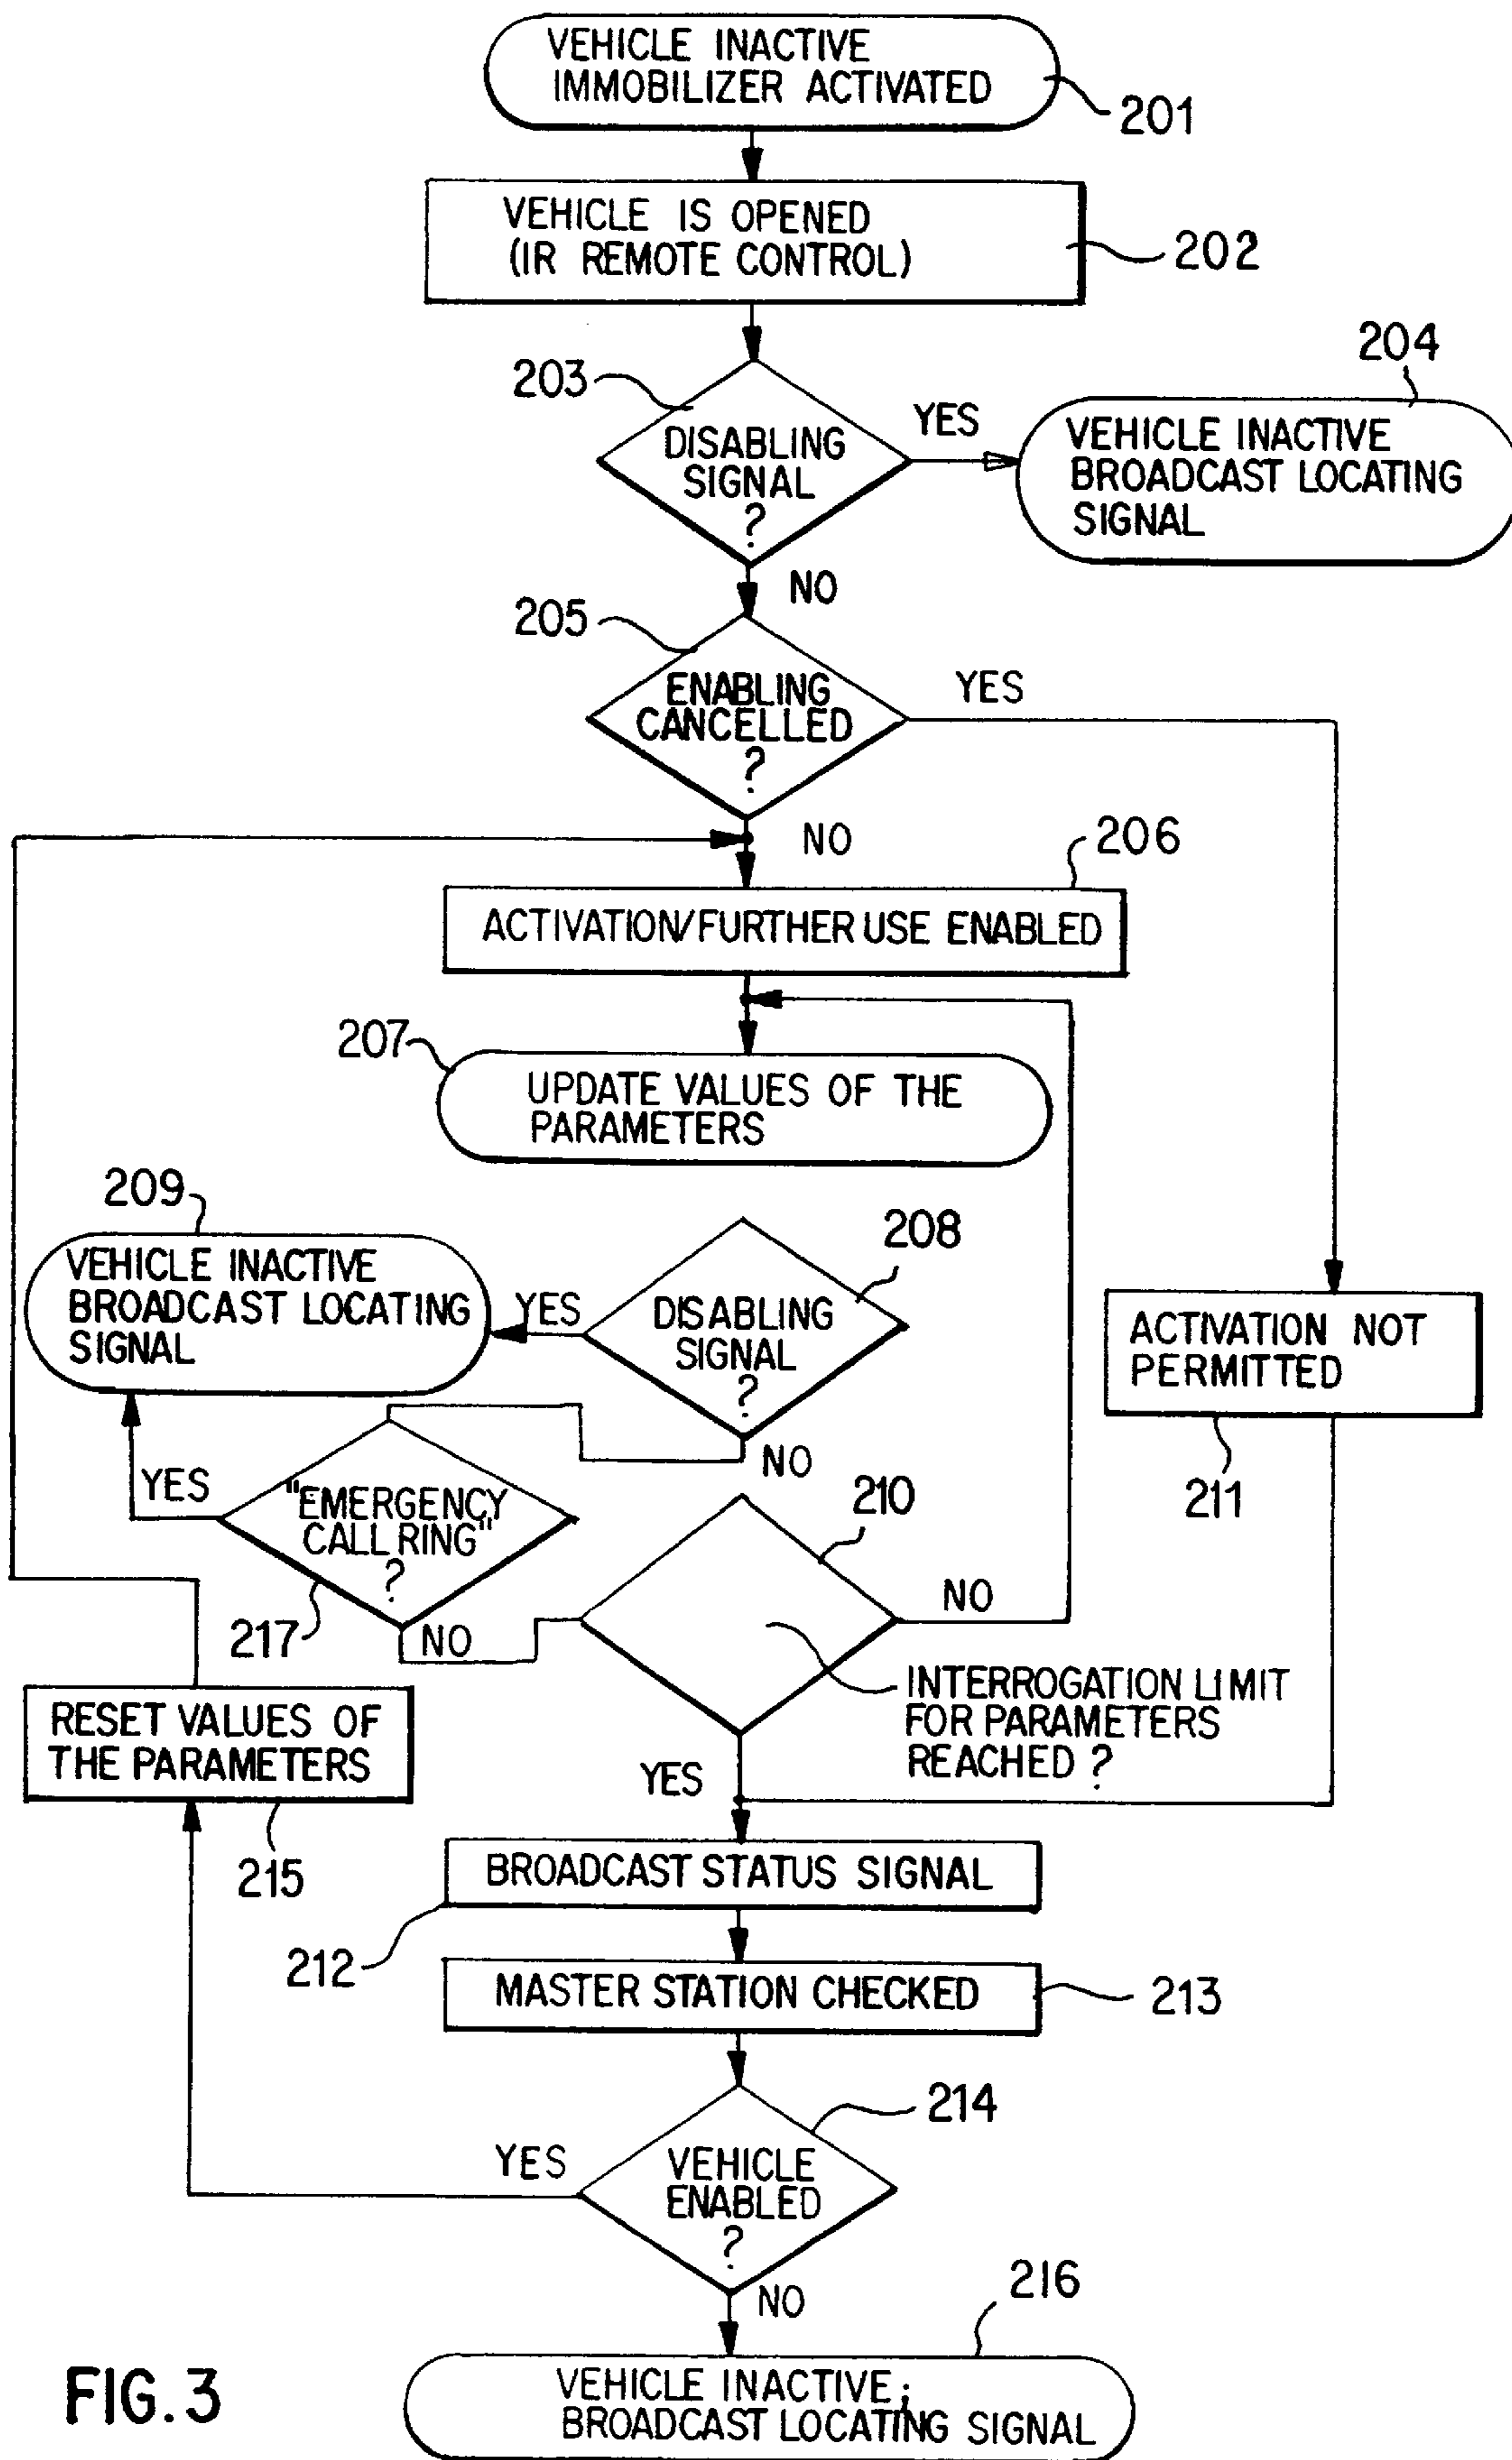 VEHICLE INACTIVE
IMMOBILIZER ACTIVATED
201
VEHICLE IS OPENED
(IR REMOTE CONTROL)
202
203
DISABLING
SIGNAL
?
YES
204
VEHICLE INACTIVE
BROADCAST LOCATING
SIGNAL
NO
205
ENABLING
CANCELLED
?
YES
NO
206
ACTIVATION/FURTHER USE ENABLED
207
UPDATE VALUES OF THE
PARAMETERS
209
VEHICLE INACTIVE
BROADCAST LOCATING
SIGNAL
YES
208
DISABLING
SIGNAL
?
NO
ACTIVATION NOT
PERMITTED
211
YES
"EMERGENCY
CALL RING"
?
217
NO
210
NO
INTERROGATION LIMIT
FOR PARAMETERS
REACHED ?
YES
RESET VALUES OF
THE PARAMETERS
215
BROADCAST STATUS SIGNAL
212
MASTER STATION CHECKED
213
214
YES
VEHICLE
ENABLED
?
NO
216
VEHICLE INACTIVE;
BROADCAST LOCATING SIGNAL
FIG. 3